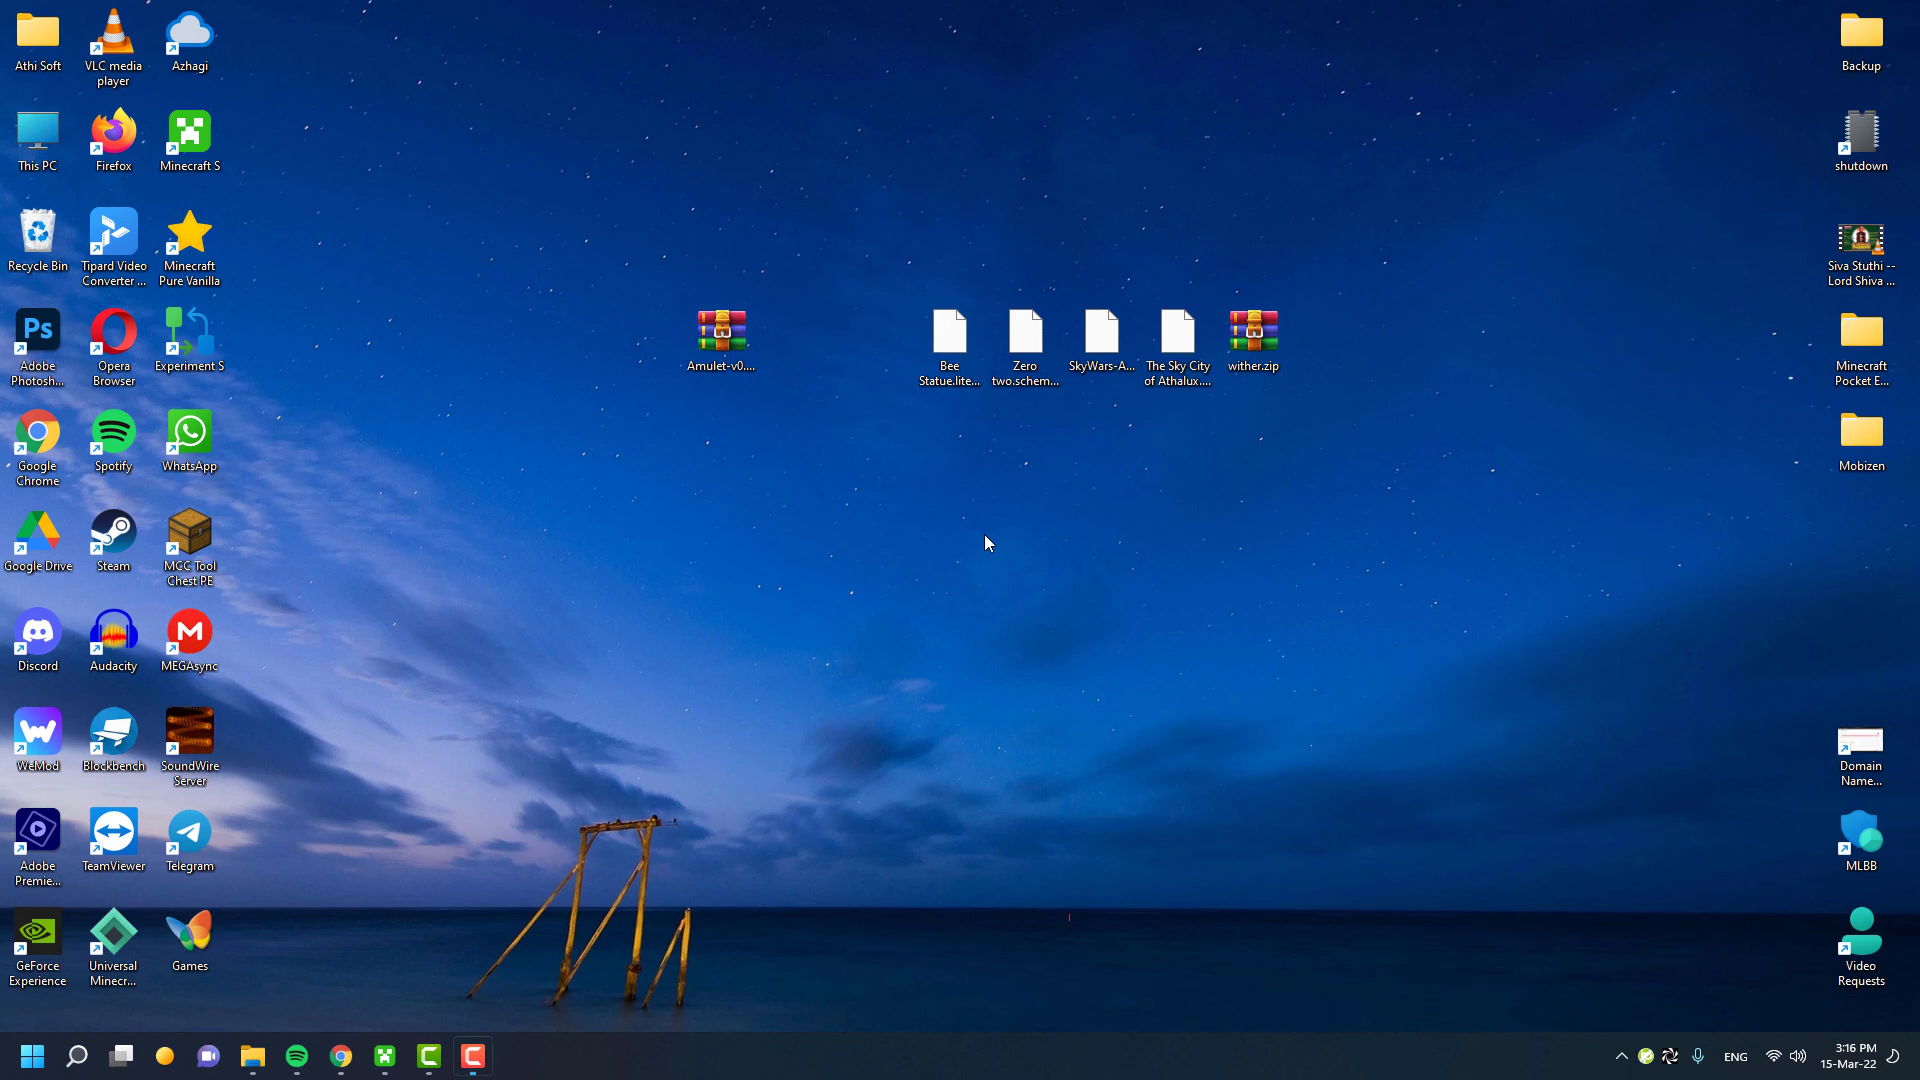 Athi Soft
VLC media
player
Azhagi
Backup
This PC
Firefox
Minecraft S
shutdown
Recycle Bin
Tipard Video
Converter ...
Minecraft
Pure Vanilla
Siva Stuthi --
Lord Shiva ...
Ps
Adobe
Photosh...
Opera
Browser
Experiment S
Amulet-v0....
Bee
Statue.lite...
Zero
two.schem...
SkyWars-A...
The Sky City
of Athalux....
wither.zip
Minecraft
Pocket E...
Google
Chrome
Spotify
WhatsApp
Mobizen
Google Drive
Steam
MCC Tool
Chest PE
Discord
Audacity
MEGAsync
WeMod
Blockbench
SoundWire
Server
Domain
Name...
Adobe
Premie...
TeamViewer
Telegram
MLBB
GeForce
Experience
Universal
Minecr...
Games
Video
Requests
ENG
3:16 PM
15-Mar-22